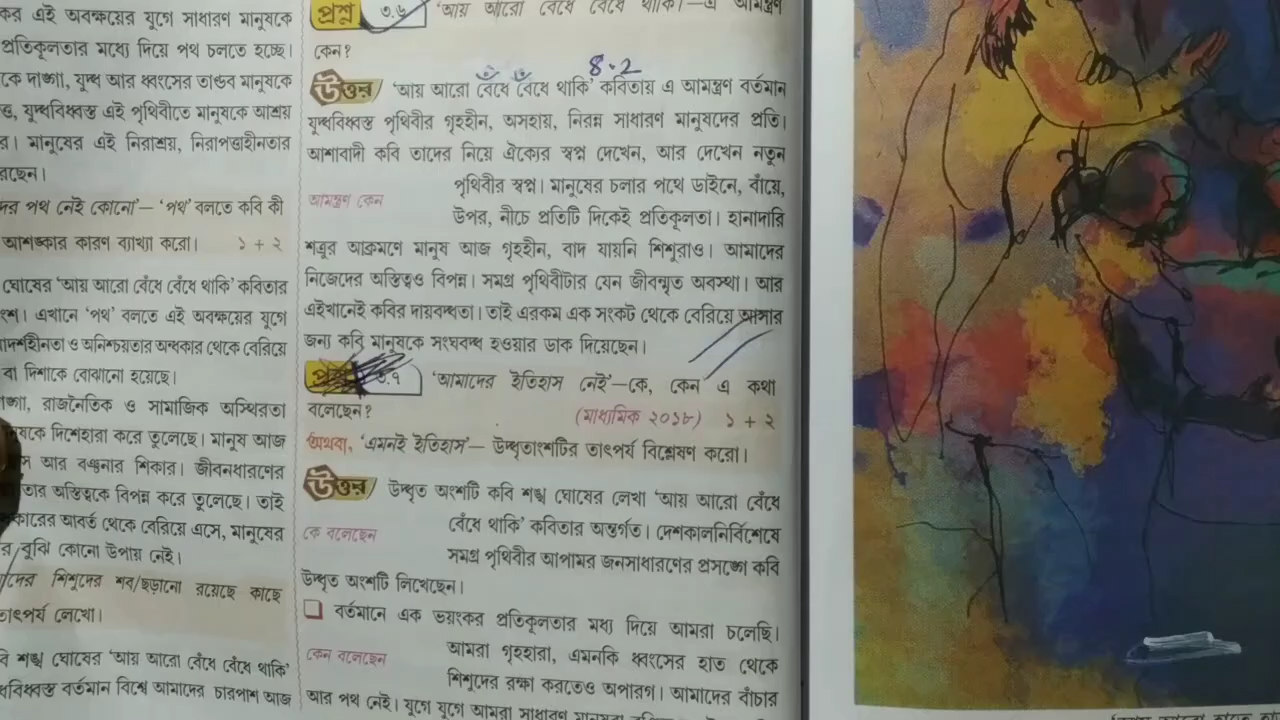 কর এই অবক্ষয়ের যুগে সাধারণ মানুষকে
প্রতিকূলতার মধ্যে দিয়ে পথ চলতে হচ্ছে।
কে দাঙ্গা, যুদ্ধ আর ধ্বংসের তাণ্ডব মানুষকে
ত্ত, যুদ্ধবিধ্বস্ত এই পৃথিবীতে মানুষকে আশ্রয়
র। মানুষের এই নিরাশ্রয়, নিরাপত্তাহীনতার
রছেন।
দের পথ নেই কোনো'— 'পথ' বলতে কবি কী
আশঙ্কার কারণ ব্যাখ্যা করো। ১ + ২
ঘোষের 'আয় আরো বেঁধে বেঁধে থাকি' কবিতার
ংশ। এখানে 'পথ' বলতে এই অবক্ষয়ের যুগে
াদর্শহীনতা ও অনিশ্চয়তার অন্ধকার থেকে বেরিয়ে
বা দিশাকে বোঝানো হয়েছে।
াঙ্গা, রাজনৈতিক ও সামাজিক অস্থিরতা
ষকে দিশেহারা করে তুলেছে। মানুষ আজ
আর বঞ্চনার শিকার। জীবনধারণের
তার অস্তিত্বকে বিপন্ন করে তুলেছে। তাই
কারের আবর্ত থেকে বেরিয়ে এসে, মানুষের
র বুঝি কোনো উপায় নেই।
াদের শিশুদের শব/ছড়ানো রয়েছে কাছে
তাৎপর্য লেখো।
বি শঙ্খ ঘোষের 'আয় আরো বেঁধে বেঁধে থাকি'
ধবিধ্বস্ত বর্তমান বিশ্বে আমাদের চারপাশ আজ
প্রশ্ন ৩.৬ 'আয় আরো বেঁধে বেঁধে থাকি।'—এ আমন্ত্রণ
কেন?
৪.২
উত্তর 'আয় আরো বেঁধে বেঁধে থাকি' কবিতায় এ আমন্ত্রণ বর্তমান
যুদ্ধবিধ্বস্ত পৃথিবীর গৃহহীন, অসহায়, নিরন্ন সাধারণ মানুষদের প্রতি।
আশাবাদী কবি তাদের নিয়ে ঐক্যের স্বপ্ন দেখেন, আর দেখেন নতুন
আমন্ত্রণ কেন পৃথিবীর স্বপ্ন। মানুষের চলার পথে ডাইনে, বাঁয়ে,
উপর, নীচে প্রতিটি দিকেই প্রতিকূলতা। হানাদারি
শত্রুর আক্রমণে মানুষ আজ গৃহহীন, বাদ যায়নি শিশুরাও। আমাদের
নিজেদের অস্তিত্বও বিপন্ন। সমগ্র পৃথিবীটার যেন জীবন্মৃত অবস্থা। আর
এইখানেই কবির দায়বদ্ধতা। তাই এরকম এক সংকট থেকে বেরিয়ে আসার
জন্য কবি মানুষকে সংঘবদ্ধ হওয়ার ডাক দিয়েছেন।
প্রশ্ন ৩.৭ 'আমাদের ইতিহাস নেই'—কে, কেন এ কথা
বলেছেন? (মাধ্যমিক ২০১৮) ১ + ২
অথবা, 'এমনই ইতিহাস'— উদ্ধৃতাংশটির তাৎপর্য বিশ্লেষণ করো।
উত্তর উদ্ধৃত অংশটি কবি শঙ্খ ঘোষের লেখা 'আয় আরো বেঁধে
কে বলেছেন বেঁধে থাকি' কবিতার অন্তর্গত। দেশকালনির্বিশেষে
সমগ্র পৃথিবীর আপামর জনসাধারণের প্রসঙ্গে কবি
উদ্ধৃত অংশটি লিখেছেন।
বর্তমানে এক ভয়ংকর প্রতিকূলতার মধ্য দিয়ে আমরা চলেছি।
কেন বলেছেন আমরা গৃহহারা, এমনকি ধ্বংসের হাত থেকে
শিশুদের রক্ষা করতেও অপারগ। আমাদের বাঁচার
আর পথ নেই। যুগে যুগে আমরা সাধারণ মানুষরা